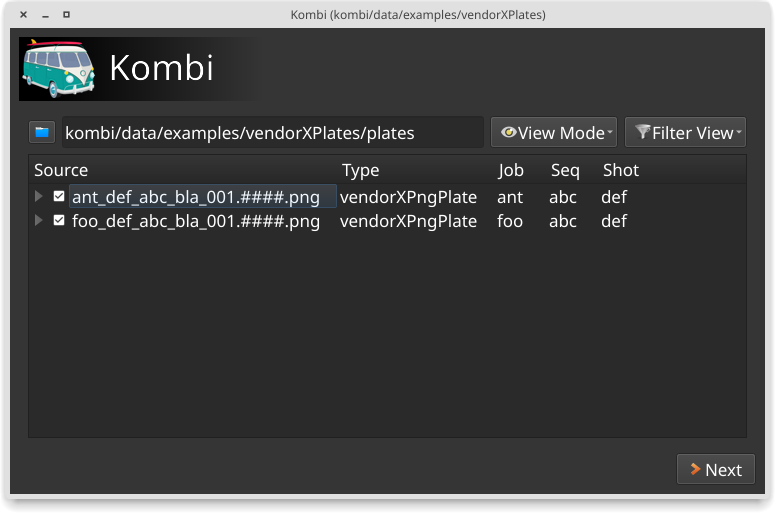 Kombi (kombi/data/examples/vendorXPlates)
Kombi
kombi/data/examples/vendorXPlates/plates View Mode Filter View
Source Type Job Seq Shot
ant_def_abc_bla_001.####.png vendorXPngPlate ant abc def
foo_def_abc_bla_001.####.png vendorXPngPlate foo abc def
Next